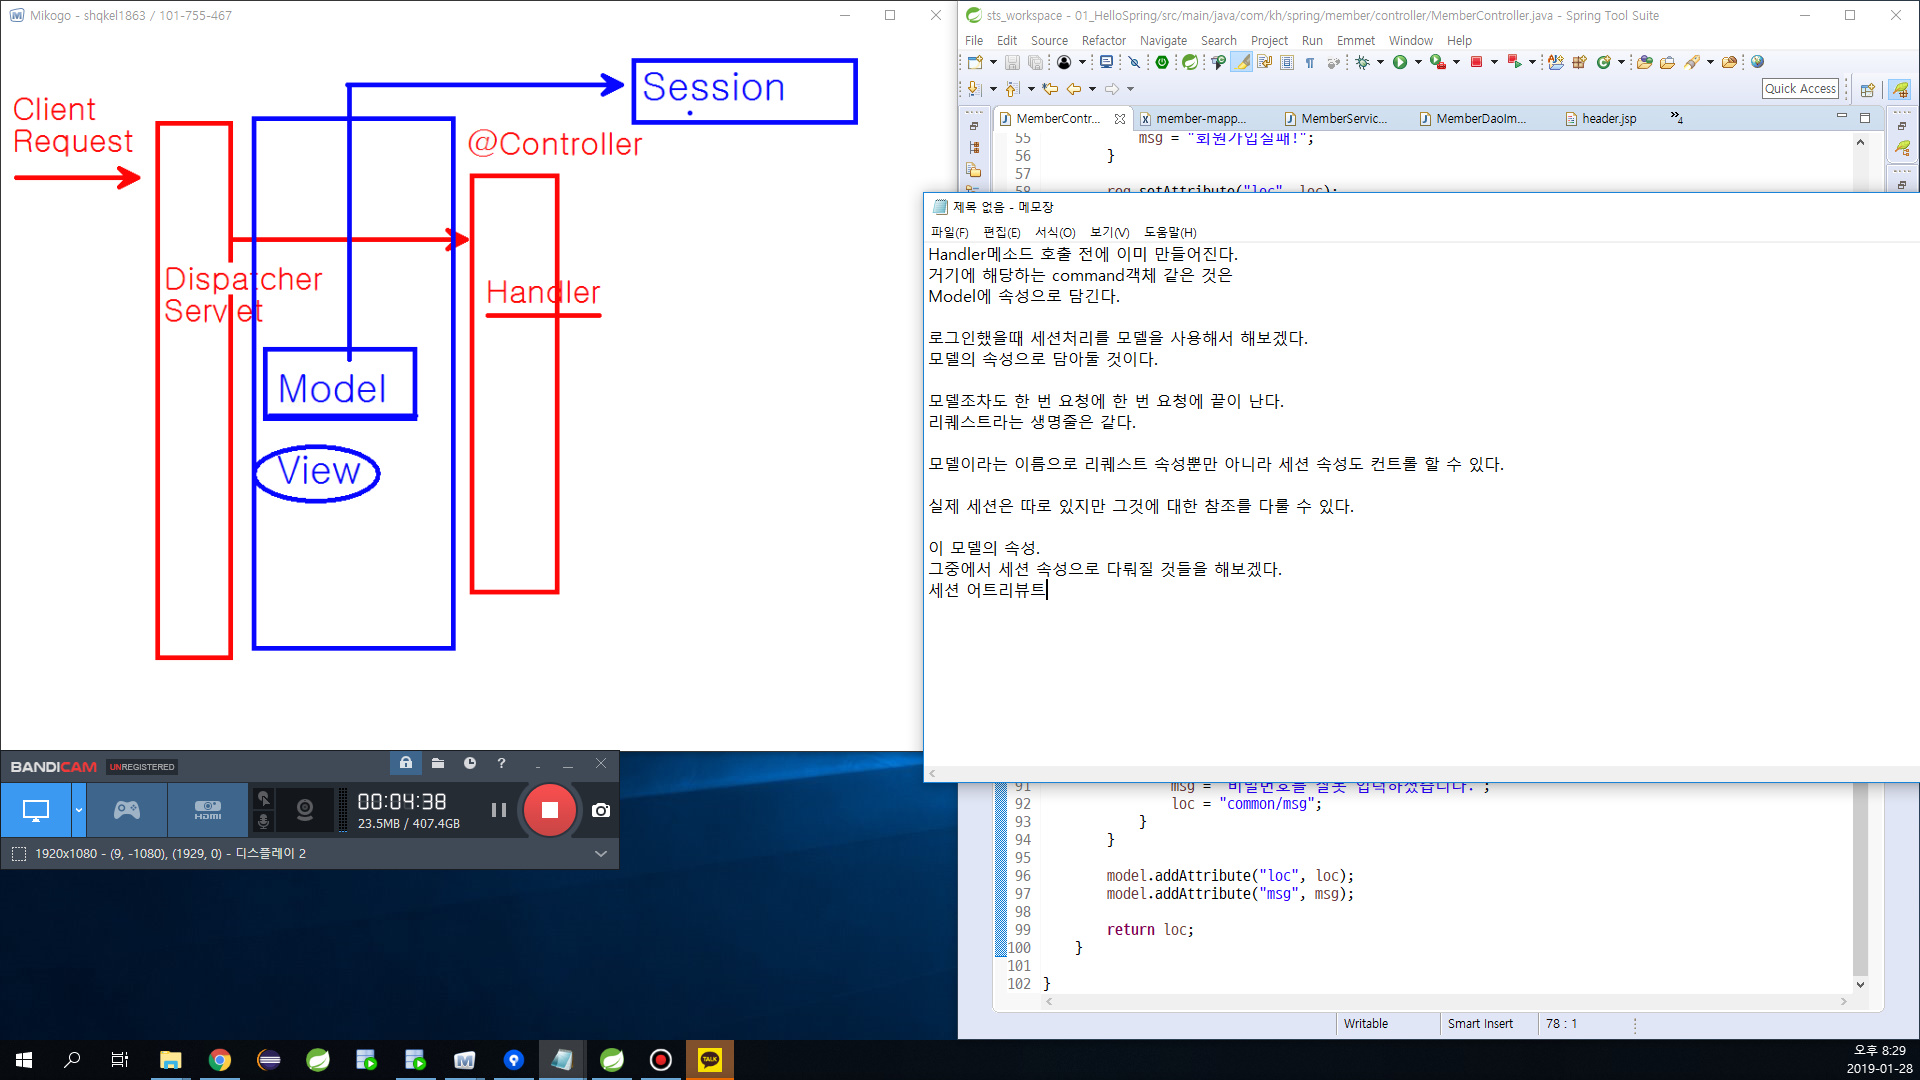 Mikogo - shqkel1863 / 101-755-467
Client
Request
Session
@Controller
Dispatcher
Servlet
Handler
Model
View
sts_workspace - 01_HelloSpring/src/main/java/com/kh/spring/member/controller/MemberController.java - Spring Tool Suite
File Edit Source Refactor Navigate Search Project Run Emmet Window Help
Quick Access
MemberContr... member-mapp... MemberServic... MemberDaoIm... header.jsp 4
55 msg = "회원가입실패!";
56 }
57
58 req.setAttribute("loc", loc);
제목 없음 - 메모장
파일(F) 편집(E) 서식(O) 보기(V) 도움말(H)
Handler메소드 호출 전에 이미 만들어진다.
거기에 해당하는 command객체 같은 것은
Model에 속성으로 담긴다.
로그인했을때 세션처리를 모델을 사용해서 해보겠다.
모델의 속성으로 담아둘 것이다.
모델조차도 한 번 요청에 한 번 요청에 끝이 난다.
리퀘스트라는 생명줄은 같다.
모델이라는 이름으로 리퀘스트 속성뿐만 아니라 세션 속성도 컨트롤 할 수 있다.
실제 세션은 따로 있지만 그것에 대한 참조를 다룰 수 있다.
이 모델의 속성.
그중에서 세션 속성으로 다뤄질 것들을 해보겠다.
세션 어트리뷰트
91 msg = "비밀번호를 잘못 입력하셨습니다.";
92 loc = "common/msg";
93 }
94 }
95
96 model.addAttribute("loc", loc);
97 model.addAttribute("msg", msg);
98
99 return loc;
100 }
101
102 }
Writable Smart Insert 78 : 1
BANDICAM UNREGISTERED
HDMI
00:04:38
23.5MB / 407.4GB
1920x1080 - (9, -1080), (1929, 0) - 디스플레이 2
TALK
오후 8:29
2019-01-28